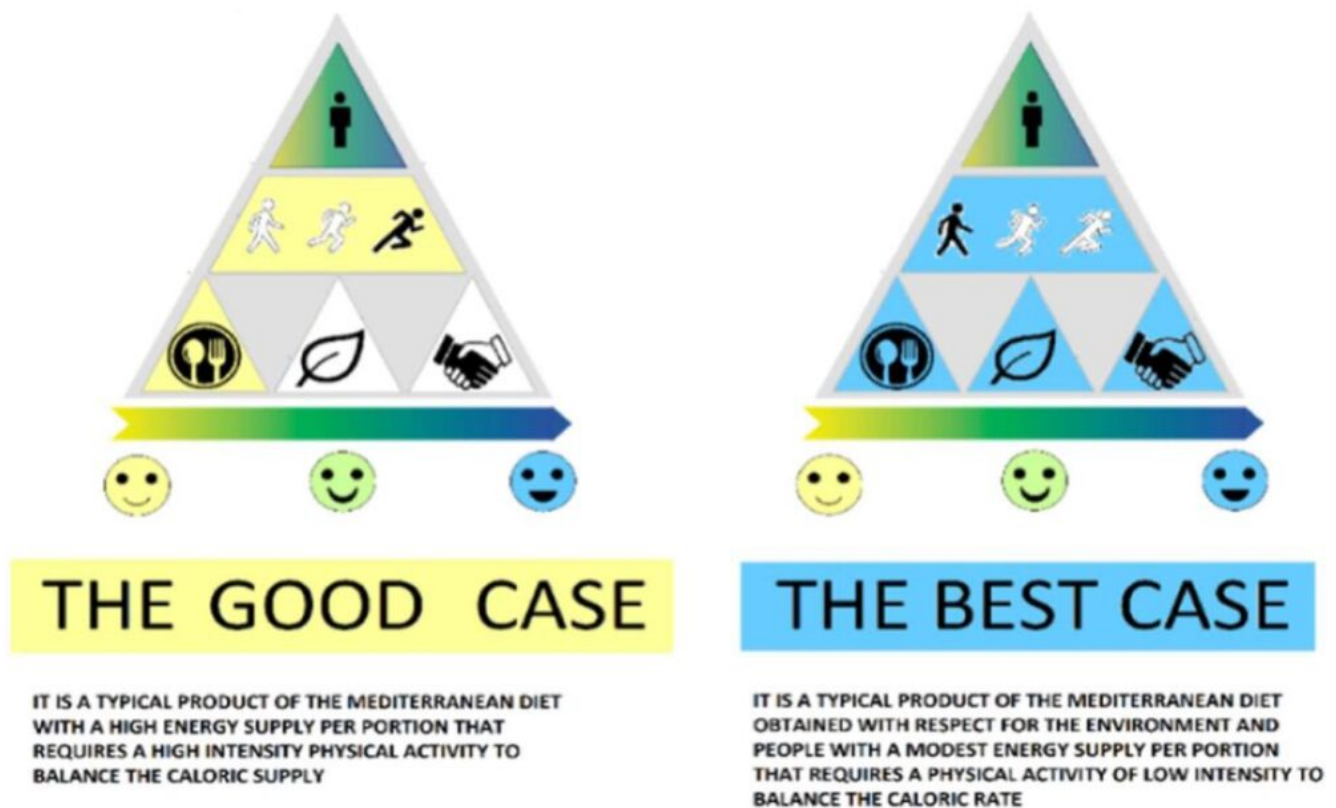 THE GOOD CASE
IT IS A TYPICAL PRODUCT OF THE MEDITERRANEAN DIET
WITH A HIGH ENERGY SUPPLY PER PORTION THAT
REQUIRES A HIGH INTENSITY PHYSICAL ACTIVITY TO
BALANCE THE CALORIC SUPPLY
THE BEST CASE
IT IS A TYPICAL PRODUCT OF THE MEDITERRANEAN DIET
OBTAINED WITH RESPECT FOR THE ENVIRONMENT AND
PEOPLE WITH A MODEST ENERGY SUPPLY PER PORTION
THAT REQUIRES A PHYSICAL ACTIVITY OF LOW INTENSITY TO
BALANCE THE CALORIC RATE